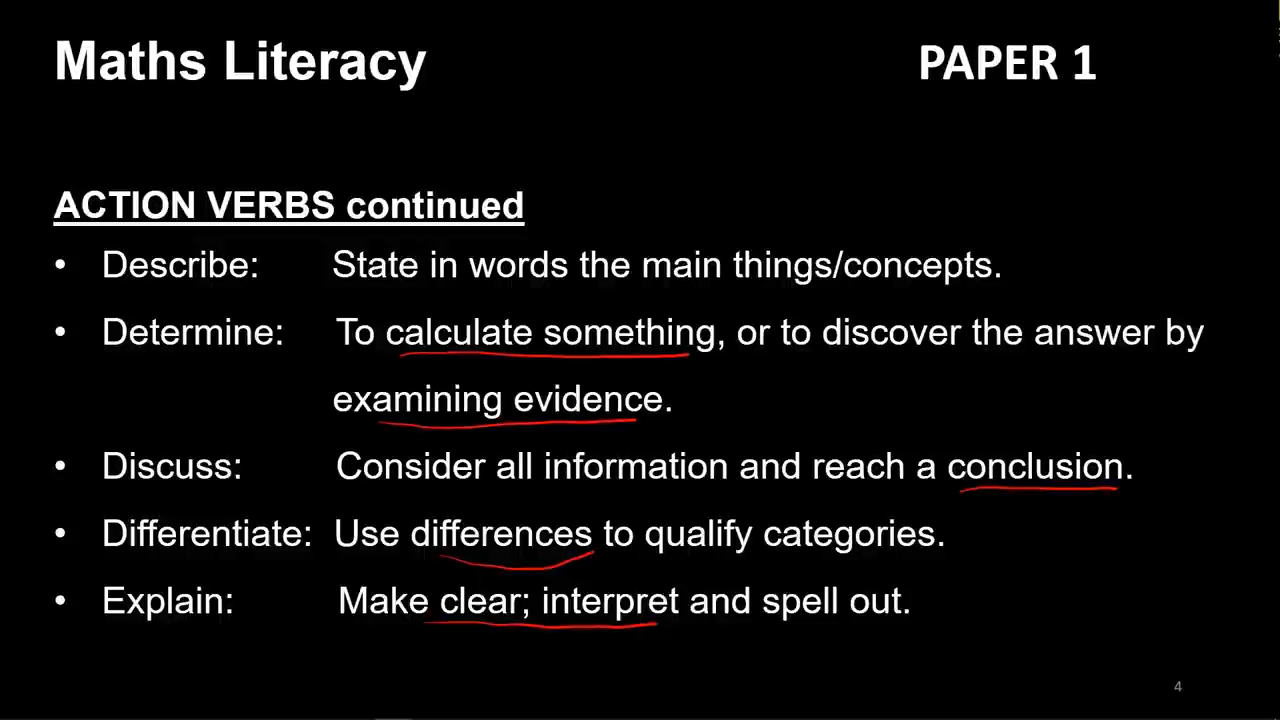 Maths Literacy PAPER 1
ACTION VERBS continued
• Describe: State in words the main things/concepts.
• Determine: To calculate something, or to discover the answer by
examining evidence.
• Discuss: Consider all information and reach a conclusion.
• Differentiate: Use differences to qualify categories.
• Explain: Make clear; interpret and spell out.
4